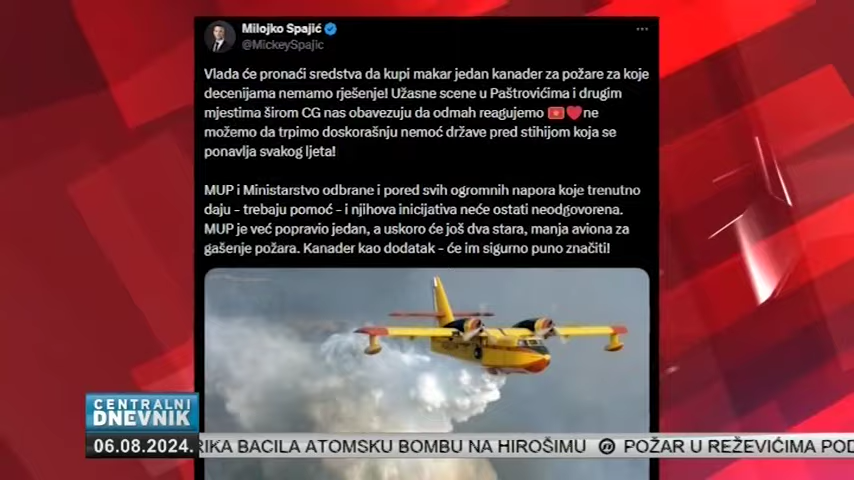 Milojko Spajić
@MickeySpajic
Vlada će pronaći sredstva da kupi makar jedan kanader za požare za koje
decenijama nemamo rješenje! Užasne scene u Paštrovićima i drugim
mjestima širom CG nas obavezuju da odmah reagujemo 🇲🇪❤️ ne
možemo da trpimo doskorašnju nemoć države pred stihijom koja se
ponavlja svakog ljeta!
MUP i Ministarstvo odbrane i pored svih ogromnih napora koje trenutno
daju - trebaju pomoć - i njihova inicijativa neće ostati neodgovorena.
MUP je već popravio jedan, a uskoro će još dva stara, manja aviona za
gašenje požara. Kanader kao dodatak - će im sigurno puno značiti!
CENTRALNI
DNEVNIK
06.08.2024. RIKA BACILA ATOMSKU BOMBU NA HIROŠIMU POŽAR U REŽEVIĆIMA POD